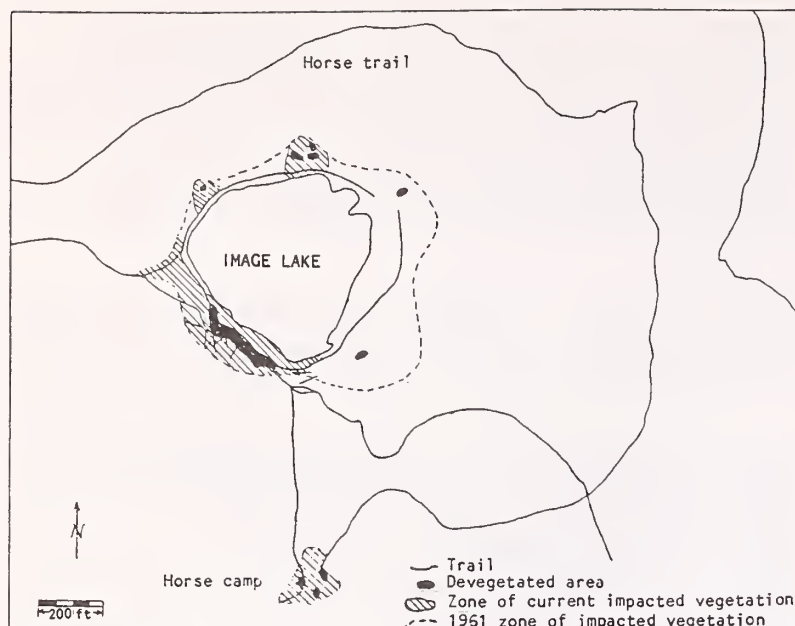 Horse trail
IMAGE LAKE
N
Horse camp
200 ft
Trail
Devegetated area
Zone of current impacted vegetation
1961 zone of impacted vegetation